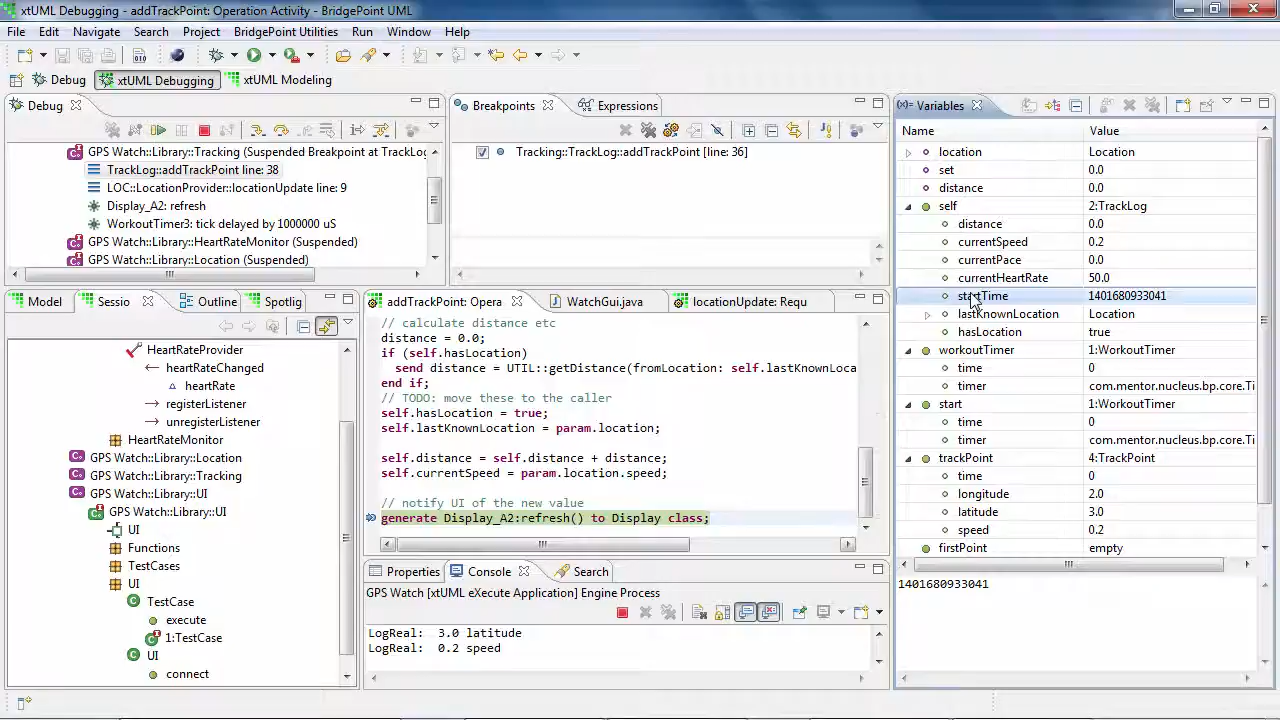 xtUML Debugging - addTrackPoint: Operation Activity - BridgePoint UML
File Edit Navigate Search Project BridgePoint Utilities Run Window Help
Debug xtUML Debugging xtUML Modeling
Debug
GPS Watch::Library::Tracking (Suspended Breakpoint at TrackLog
TrackLog::addTrackPoint line: 38
LOC::LocationProvider::locationUpdate line: 9
Display_A2: refresh
WorkoutTimer3: tick delayed by 1000000 uS
GPS Watch::Library::HeartRateMonitor (Suspended)
GPS Watch::Library::Location (Suspended)
Breakpoints Expressions
Tracking::TrackLog::addTrackPoint [line: 36]
Model Sessio Outline Spotlig
HeartRateProvider
heartRateChanged
heartRate
registerListener
unregisterListener
HeartRateMonitor
GPS Watch::Library::Location
GPS Watch::Library::Tracking
GPS Watch::Library::UI
GPS Watch::Library::UI
UI
Functions
TestCases
UI
TestCase
execute
1:TestCase
UI
connect
addTrackPoint: Opera WatchGui.java locationUpdate: Requ
// calculate distance etc
distance = 0.0;
if (self.hasLocation)
send distance = UTIL::getDistance(fromLocation: self.lastKnownLoca
end if;
// TODO: move these to the caller
self.hasLocation = true;
self.lastKnownLocation = param.location;
self.distance = self.distance + distance;
self.currentSpeed = param.location.speed;
// notify UI of the new value
generate Display_A2:refresh() to Display class;
Properties Console Search
GPS Watch [xtUML eXecute Application] Engine Process
LogReal: 3.0 latitude
LogReal: 0.2 speed
(x)= Variables
Name Value
location Location
set 0.0
distance 0.0
self 2:TrackLog
distance 0.0
currentSpeed 0.2
currentPace 0.0
currentHeartRate 50.0
startTime 1401680933041
lastKnownLocation Location
hasLocation true
workoutTimer 1:WorkoutTimer
time 0
timer com.mentor.nucleus.bp.core.Ti
start 1:WorkoutTimer
time 0
timer com.mentor.nucleus.bp.core.Ti
trackPoint 4:TrackPoint
time 0
longitude 2.0
latitude 3.0
speed 0.2
firstPoint empty
1401680933041